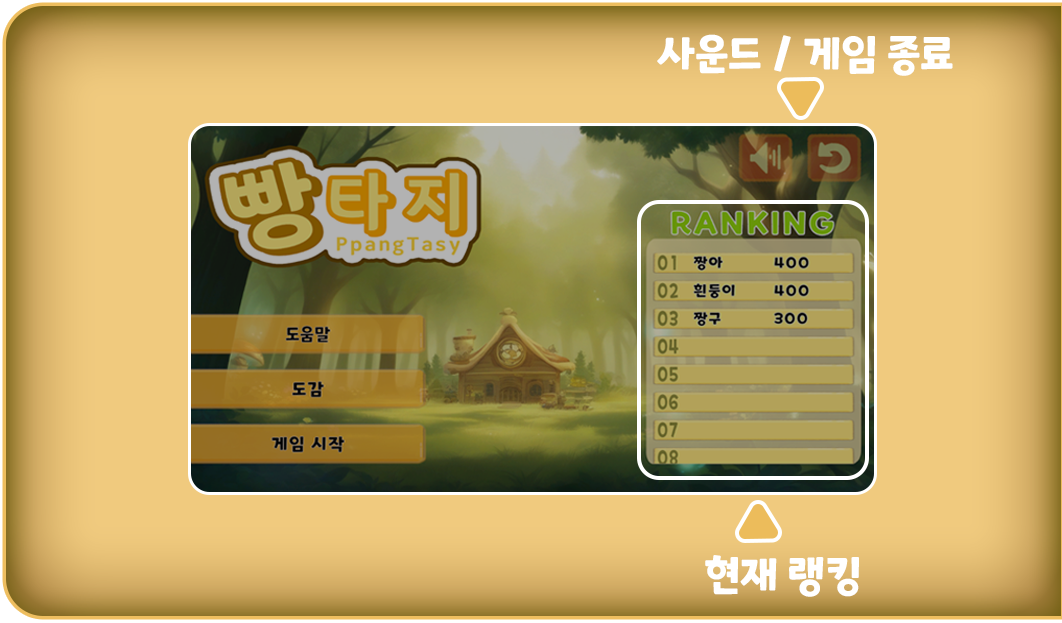 사운드 / 게임 종료
빵타지
PpangTasy
RANKING
01 짱아 400
02 흰둥이 400
03 짱구 300
04
05
06
07
08
도움말
도감
게임 시작
현재 랭킹